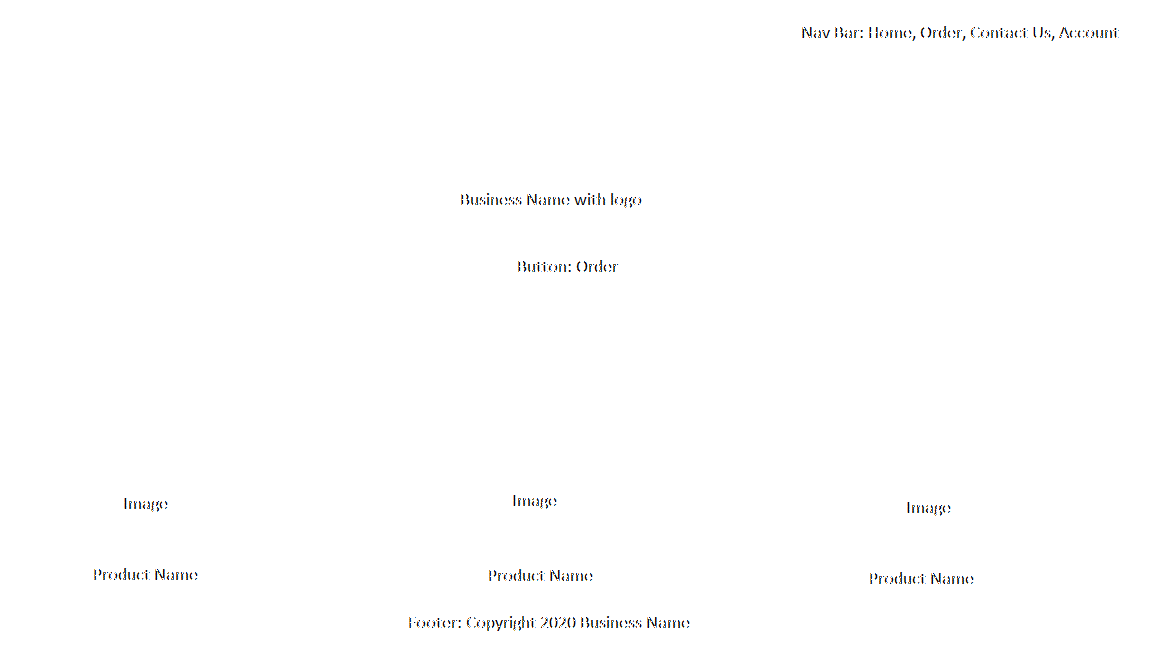 Nav Bar: Home, Order, Contact Us, Account
Business Name with logo
Button: Order
Image
Image
Image
Product Name
Product Name
Product Name
Footer: Copyright 2020 Business Name